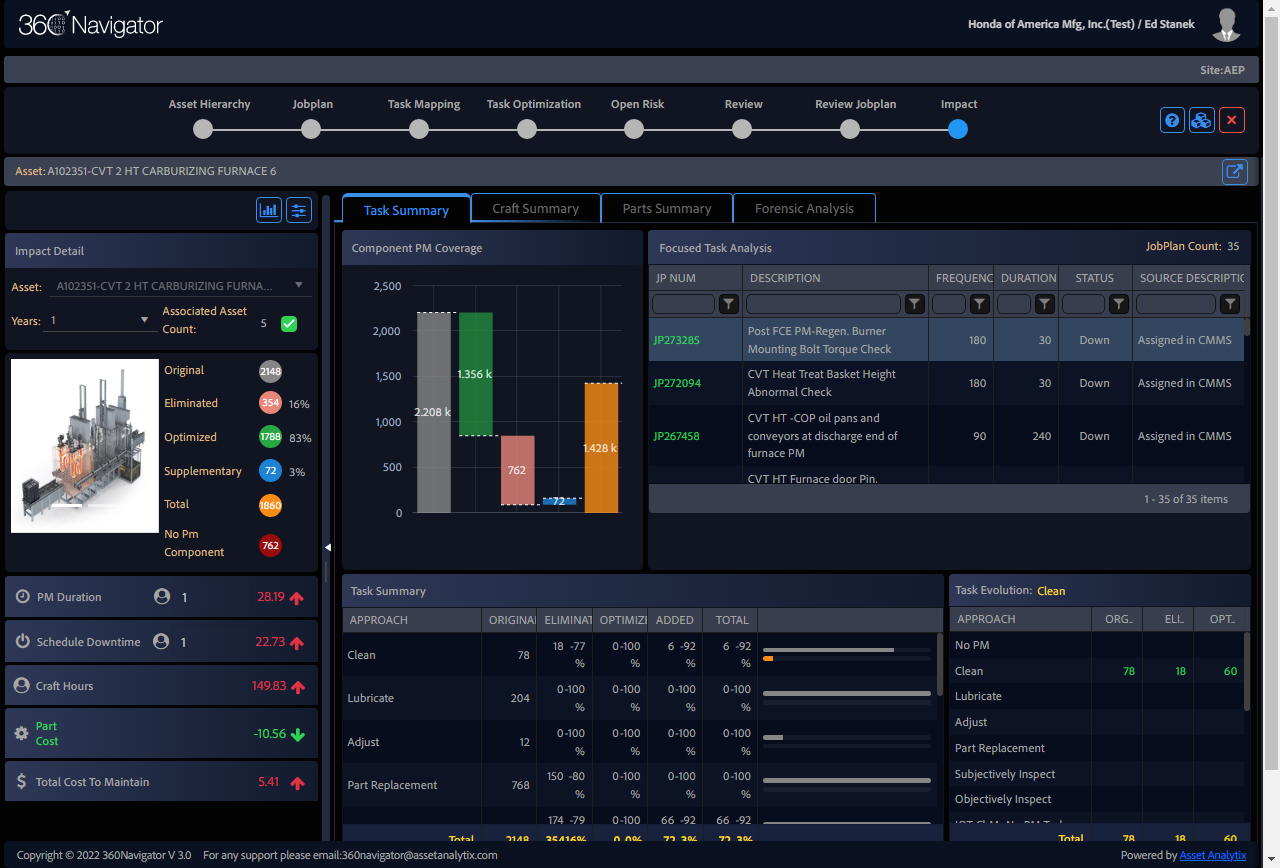 360 Navigator
Honda of America Mfg, Inc.(Test) / Ed Stanek
Site:AEP
Asset Hierarchy
Jobplan
Task Mapping
Task Optimization
Open Risk
Review
Review Jobplan
Impact
Asset: A102351-CVT 2 HT CARBURIZING FURNACE 6
Impact Detail
Asset: A102351-CVT 2 HT CARBURIZING FURNA...
Years: 1
Associated Asset
Count:
5
Original 2148
Eliminated 354 16%
Optimized 1788 83%
Supplementary 72 3%
Total 1860
No Pm
Component
762
PM Duration 1 28.19
Schedule Downtime 1 22.73
Craft Hours 149.83
Part
Cost
-10.56
$ Total Cost To Maintain 5.41
Task Summary
Craft Summary
Parts Summary
Forensic Analysis
Component PM Coverage
2,500
2,000
1,500
1,000
500
0
2.208 k
1.356 k
762
72
1.428 k
Focused Task Analysis
JobPlan Count: 35
JP NUM DESCRIPTION FREQUENC DURATION STATUS SOURCE DESCRIPTIC
JP273285
Post FCE PM-Regen. Burner
Mounting Bolt Torque Check
180 30 Down Assigned in CMMS
JP272094
CVT Heat Treat Basket Height
Abnormal Check
180 30 Down Assigned in CMMS
JP267458
CVT HT -COP oil pans and
conveyors at discharge end of
furnace PM
90 240 Down Assigned in CMMS
CVT HT Furnace door Pin.
1 - 35 of 35 items
Task Summary
APPROACH ORIGINAL ELIMINAT OPTIMIZE ADDED TOTAL
Clean 78 18 -77 % 0-100 % 6 -92 % 6 -92 %
Lubricate 204 0-100 % 0-100 % 0-100 % 0-100 %
Adjust 12 0-100 % 0-100 % 0-100 % 0-100 %
Part Replacement 768 150 -80 % 0-100 % 0-100 % 0-100 %
174 -79 0-100 66 -92 66 -92
Total 2148 35416% 0-0% 72-3% 72-3%
Task Evolution: Clean
APPROACH ORG.. ELI.. OPT..
No PM
Clean 78 18 60
Lubricate
Adjust
Part Replacement
Subjectively Inspect
Objectively Inspect
Total 78 18 60
Copyright © 2022 360Navigator V 3.0 For any support please email:360navigator@assetanalytix.com
Powered by Asset Analytix